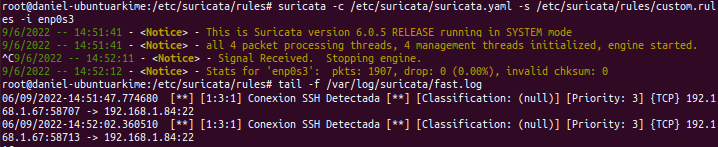 root@daniel-ubuntuarkime:/etc/suricata/rules# suricata -c /etc/suricata/suricata.yaml -s /etc/suricata/rules/custom.rul
es -i enp0s3
9/6/2022 -- 14:51:41 - <Notice> - This is Suricata version 6.0.5 RELEASE running in SYSTEM mode
9/6/2022 -- 14:51:41 - <Notice> - all 4 packet processing threads, 4 management threads initialized, engine started.
^C9/6/2022 -- 14:52:11 - <Notice> - Signal Received.  Stopping engine.
9/6/2022 -- 14:52:12 - <Notice> - Stats for 'enp0s3':  pkts: 1907, drop: 0 (0.00%), invalid chksum: 0
root@daniel-ubuntuarkime:/etc/suricata/rules# tail -f /var/log/suricata/fast.log
06/09/2022-14:51:47.774680  [**] [1:3:1] Conexion SSH Detectada [**] [Classification: (null)] [Priority: 3] {TCP} 192.1
68.1.67:58707 -> 192.168.1.84:22
06/09/2022-14:52:02.360510  [**] [1:3:1] Conexion SSH Detectada [**] [Classification: (null)] [Priority: 3] {TCP} 192.1
68.1.67:58713 -> 192.168.1.84:22